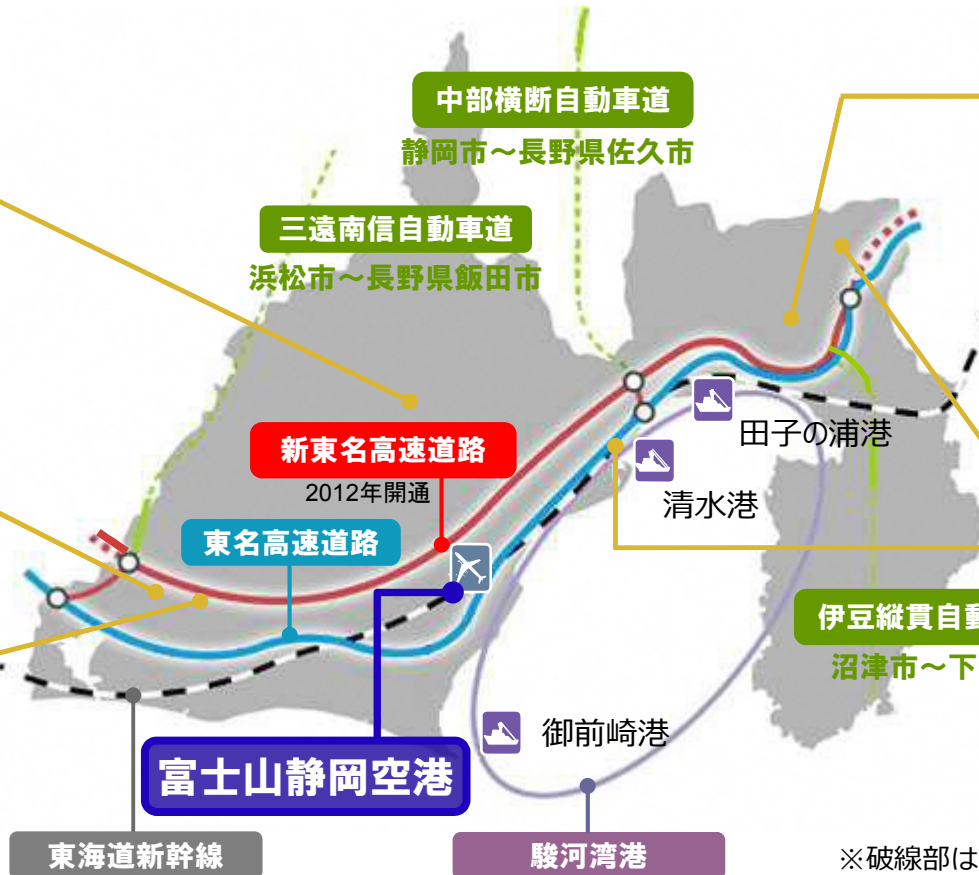 中部横断自動車道
静岡市～長野県佐久市
三遠南信自動車道
浜松市～長野県飯田市
新東名高速道路
2012年開通
東名高速道路
田子の浦港
清水港
伊豆縦貫自動
沼津市～下
御前崎港
富士山静岡空港
東海道新幹線
駿河湾港
※破線部は